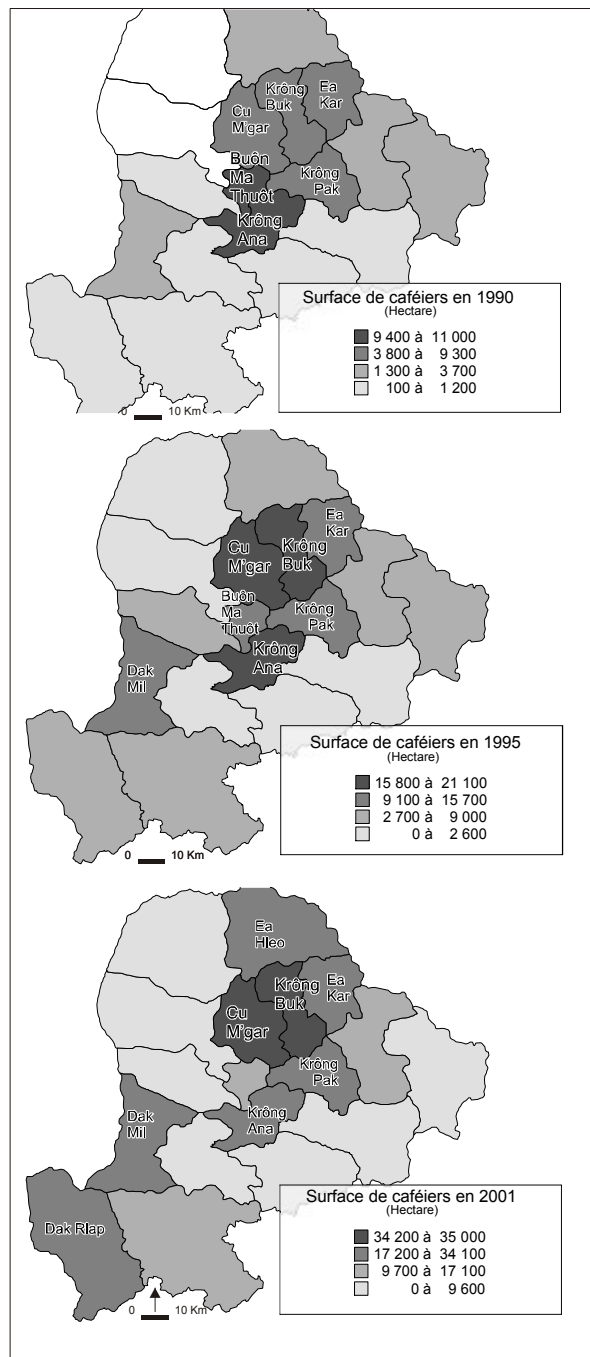 Krông
Buk
Ea
Kar
Cu
M'gar
Buôn
Ma
Thuôt
Krông
Pak
Krông
Ana
Surface de caféiers en 1990
(Hectare)
9 400 à 11 000
3 800 à 9 300
1 300 à 3 700
100 à 1 200
0 10 Km
Ea
Kar
Cu
M'gar
Krông
Buk
Buôn
Ma
Thuôt
Krông
Pak
Krông
Ana
Dak
Mil
Surface de caféiers en 1995
(Hectare)
15 800 à 21 100
9 100 à 15 700
2 700 à 9 000
0 à 2 600
0 10 Km
Ea
Hleo
Krông
Buk
Ea
Kar
Cu
M'gar
Krông
Pak
Krông
Ana
Dak
Mil
Dak Rlap
Surface de caféiers en 2001
(Hectare)
34 200 à 35 000
17 200 à 34 100
9 700 à 17 100
0 à 9 600
0 10 Km